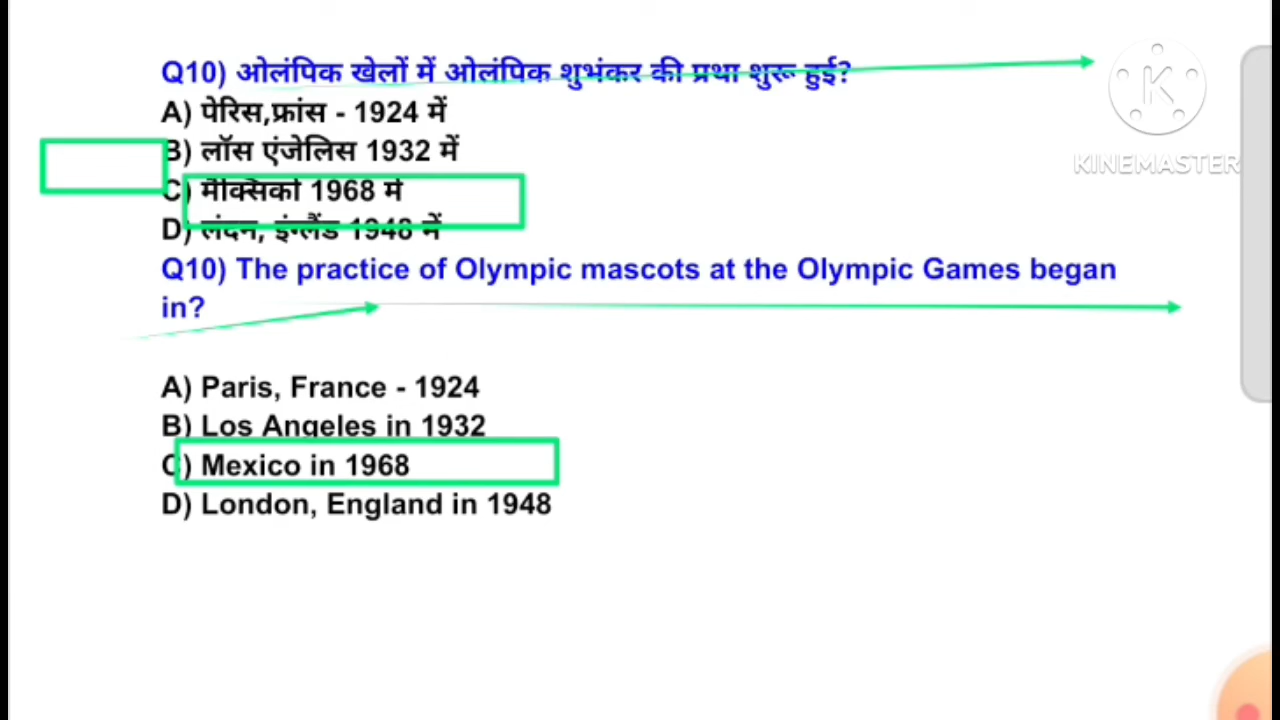 Q10) ओलंपिक खेलों में ओलंपिक शुभंकर की प्रथा शुरू हुई?
A) पेरिस,फ्रांस - 1924 में
B) लॉस एंजेलिस 1932 में
C) मैक्सिको 1968 में
D) लंदन, इंग्लैंड 1948 में
Q10) The practice of Olympic mascots at the Olympic Games began
in?
A) Paris, France - 1924
B) Los Angeles in 1932
C) Mexico in 1968
D) London, England in 1948
K
KINEMASTER